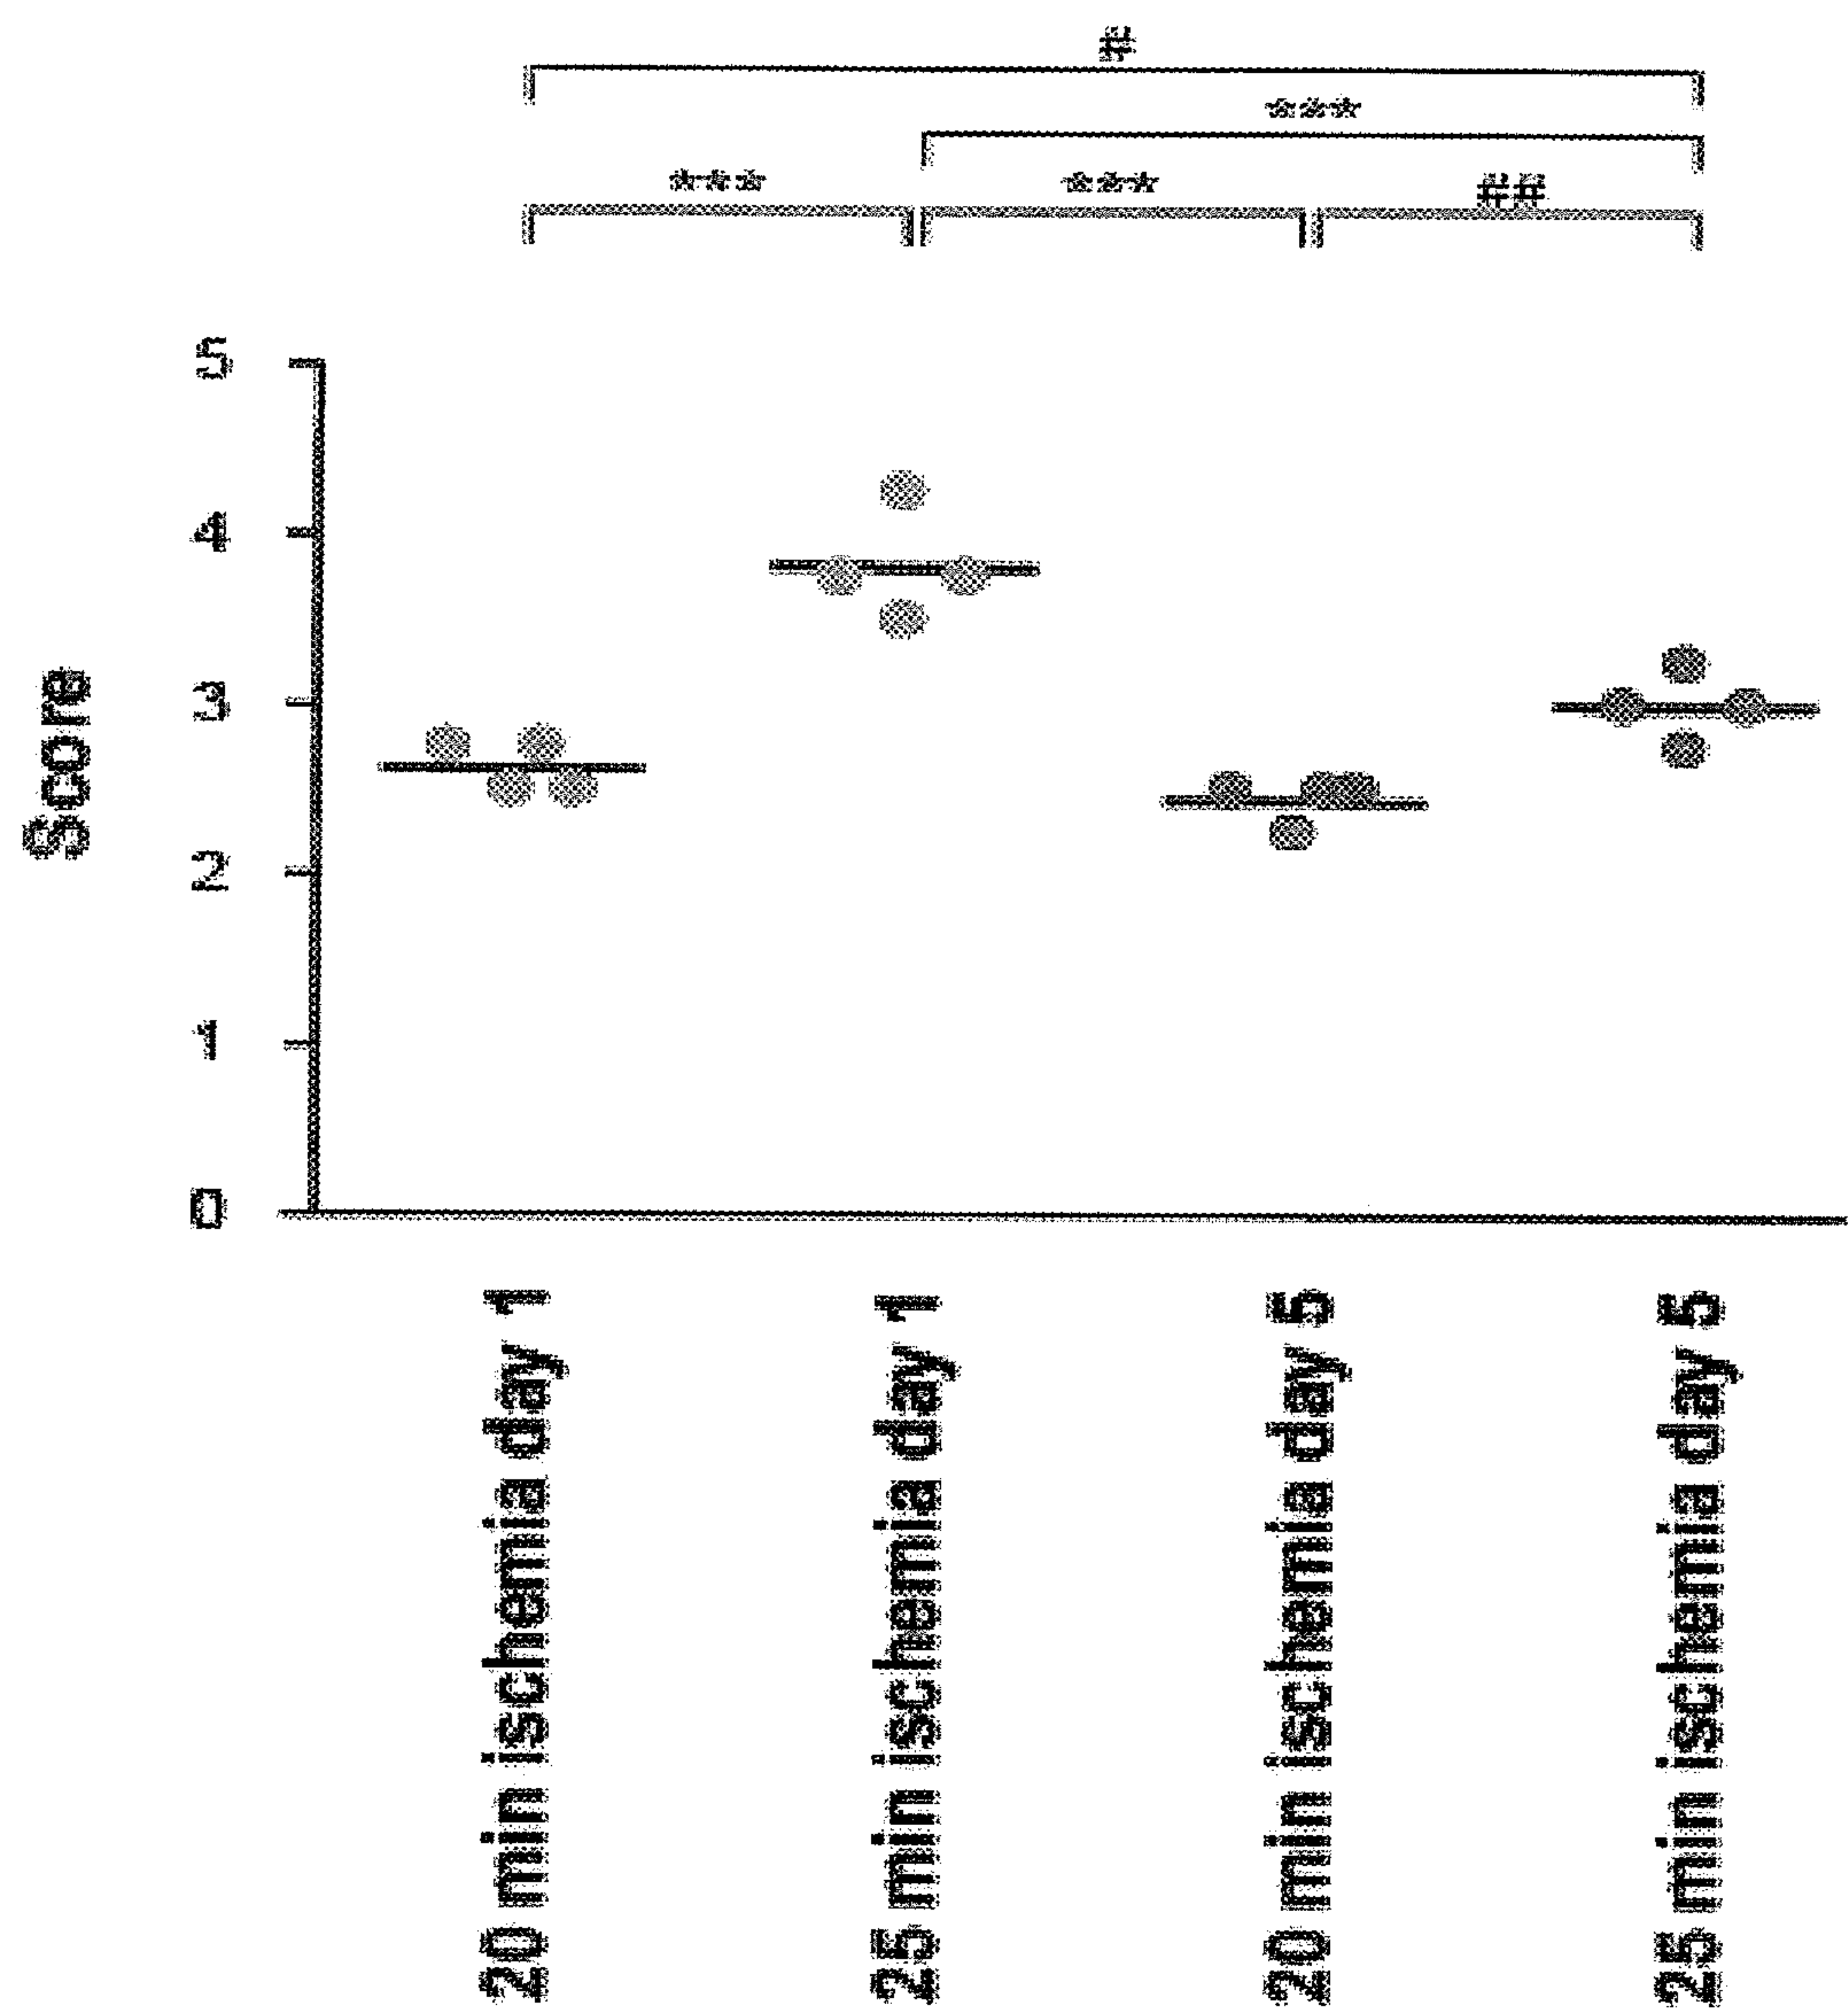 #
***
*** *** ##
Score
5
4
3
2
1
0
20 min ischemia day 1
25 min ischemia day 1
20 min ischemia day 5
25 min ischemia day 5